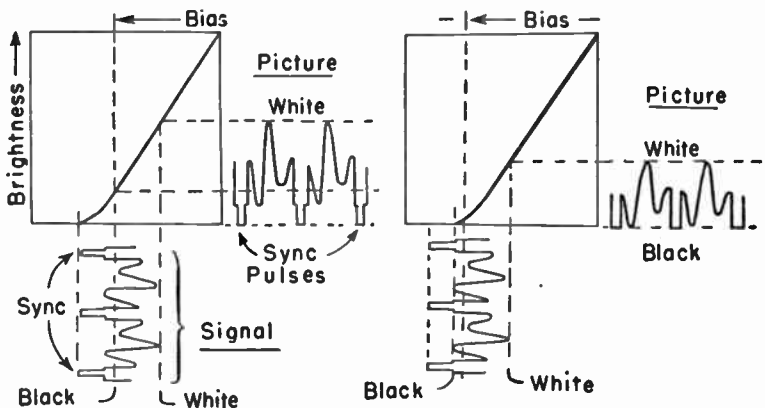 Bias
Brightness
Picture
White
Sync
Pulses
Sync
Signal
Black
White
Bias
Picture
White
Black
Black
White